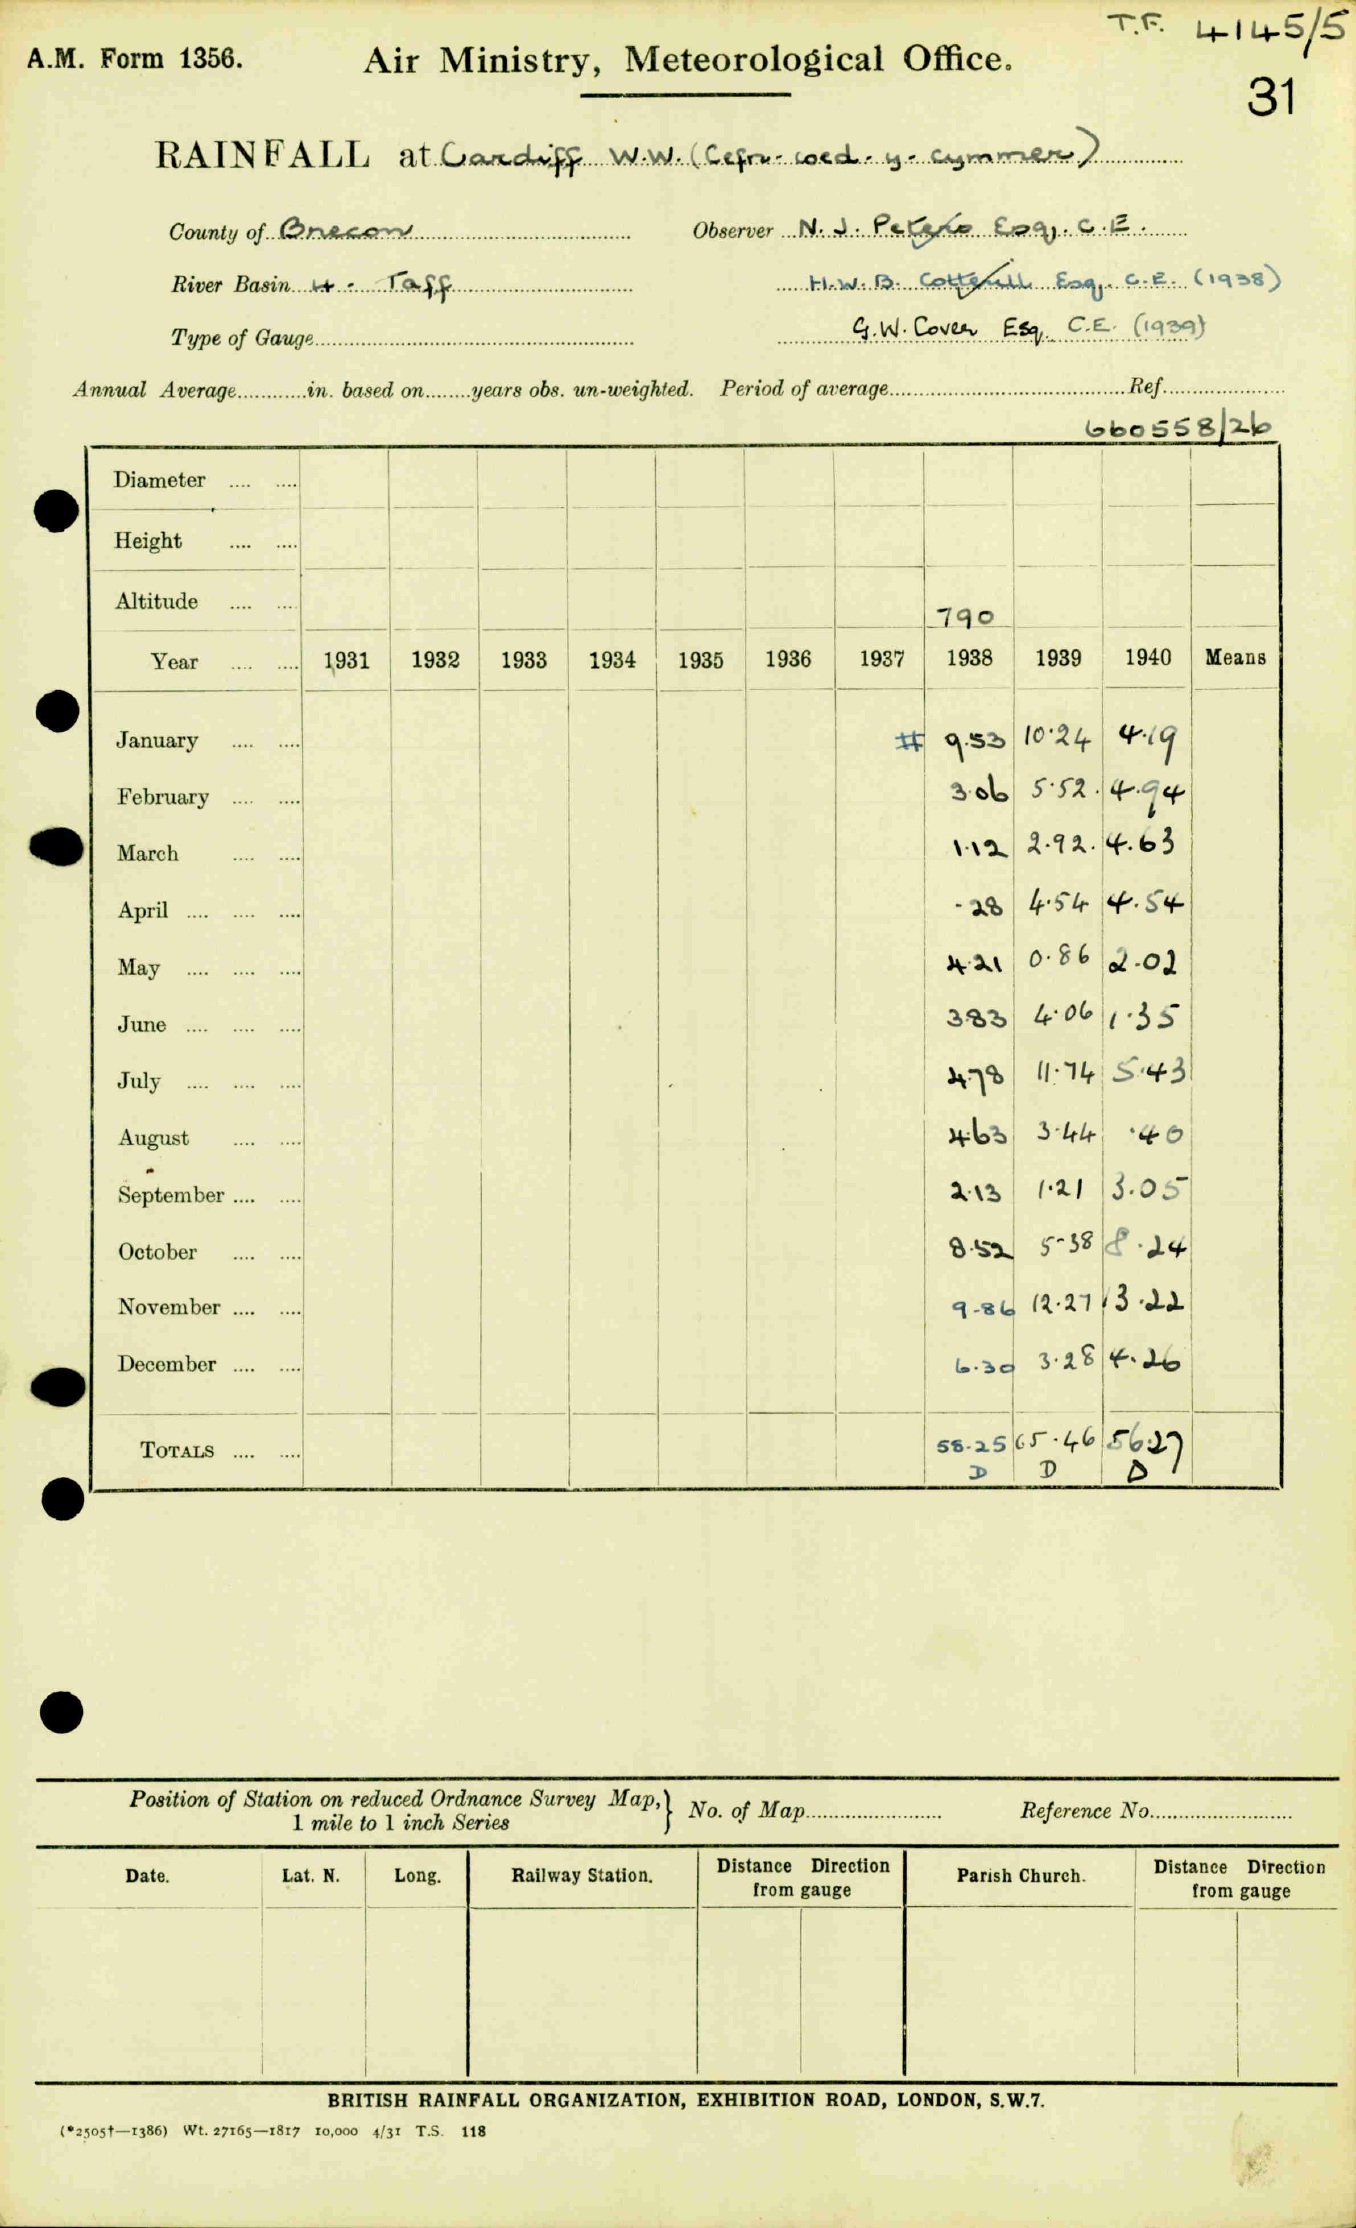 T.F. 4145/5
A.M. Form 1356. Air Ministry, Meteorological Office.
31
RAINFALL at Cardiff W.W. (Cefn-coed-y-cymmer)
County of Brecon Observer N. J. Peters Esq. C.E.
River Basin 4. Taff H.W.B. Cotterill Esq. C.E. (1938)
Type of Gauge G.W. Cover Esq. C.E. (1939)
Annual Average in. based on years obs. un-weighted. Period of average Ref.
660558/26
Diameter
Height
Altitude 790
Year 1931 1932 1933 1934 1935 1936 1937 1938 1939 1940 Means
January # 9.53 10.24 4.19
February 3.06 5.52. 4.94
March 1.12 2.92. 4.63
April .28 4.54 4.54
May 4.21 0.86 2.02
June 3.83 4.06 1.35
July 4.78 11.74 5.43
August 4.63 3.44 .40
September 2.13 1.21 3.05
October 8.52 5.38 8.24
November 9.86 12.27 13.22
December 6.30 3.28 4.26
TOTALS 58.25 65.46 56.27
D D D
Position of Station on reduced Ordnance Survey Map, } No. of Map Reference No.
1 mile to 1 inch Series
Date. Lat. N. Long. Railway Station. Distance Direction from gauge Parish Church. Distance Direction from gauge
BRITISH RAINFALL ORGANIZATION, EXHIBITION ROAD, LONDON, S.W.7.
(*2505†—1386) Wt. 27165—1817 10,000 4/31 T.S. 118